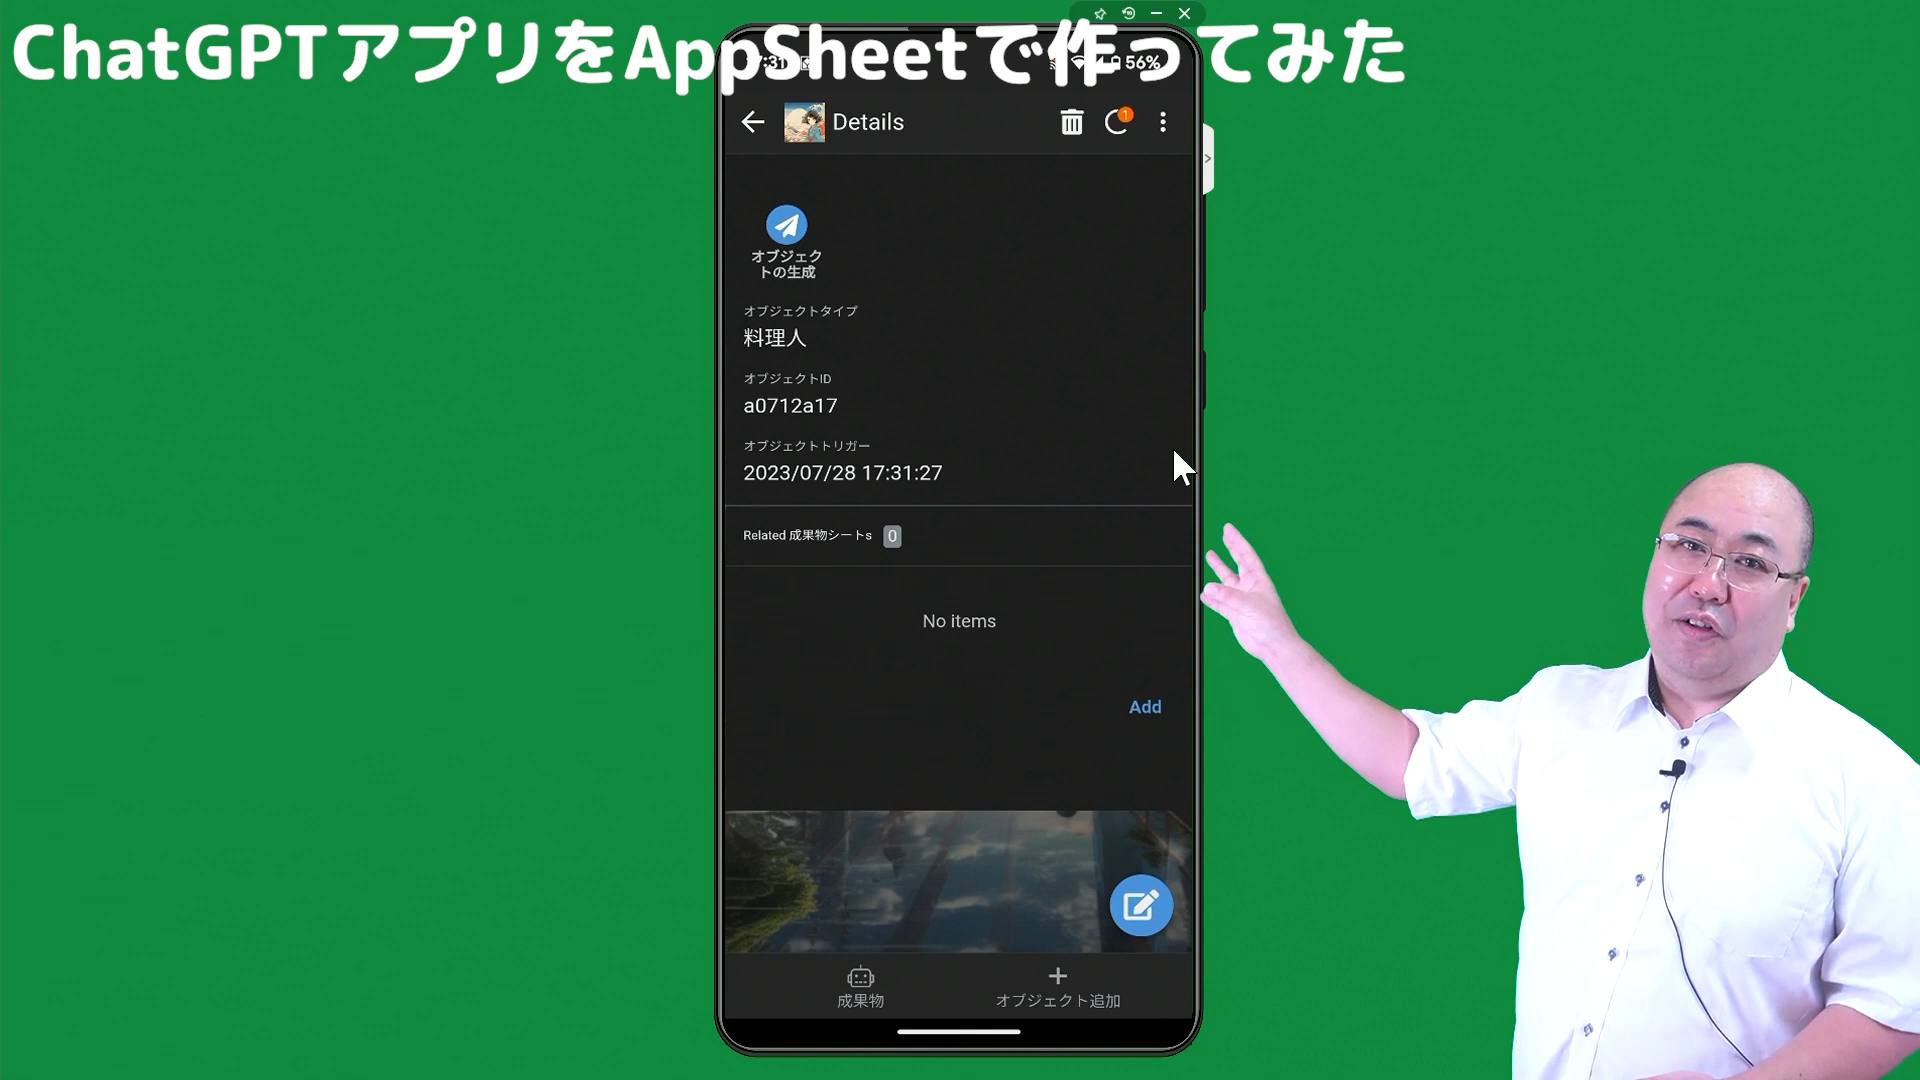 ChatGPTアプリをAppSheetで作ってみた
56%
Details
1
オブジェク
トの生成
オブジェクトタイプ
料理人
オブジェクトID
a0712a17
オブジェクトトリガー
2023/07/28 17:31:27
Related 成果物シートs 0
No items
Add
成果物
オブジェクト追加